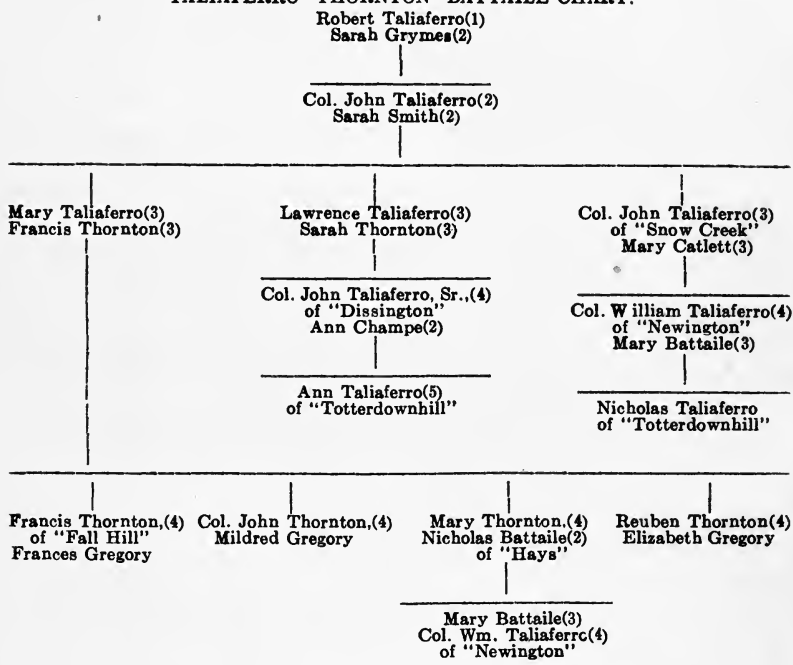 TALIAFERRO THORNTON BATTAILE CHART.
Robert Taliaferro(1)
Sarah Grymes(2)
Col. John Taliaferro(2)
Sarah Smith(2)
Mary Taliaferro(3)
Francis Thornton(3)
Lawrence Taliaferro(3)
Sarah Thornton(3)
Col. John Taliaferro(3)
of "Snow Creek"
Mary Catlett(3)
Col. John Taliaferro, Sr.,(4)
of "Dissington"
Ann Champe(2)
Col. William Taliaferro(4)
of "Newington"
Mary Battaile(3)
Ann Taliaferro(5)
of "Totterdownhill"
Nicholas Taliaferro
of "Totterdownhill"
Francis Thornton,(4)
of "Fall Hill"
Frances Gregory
Col. John Thornton,(4)
Mildred Gregory
Mary Thornton,(4)
Nicholas Battaile(2)
of "Hays"
Reuben Thornton(4)
Elizabeth Gregory
Mary Battaile(3)
Col. Wm. Taliaferrc(4)
of "Newington"